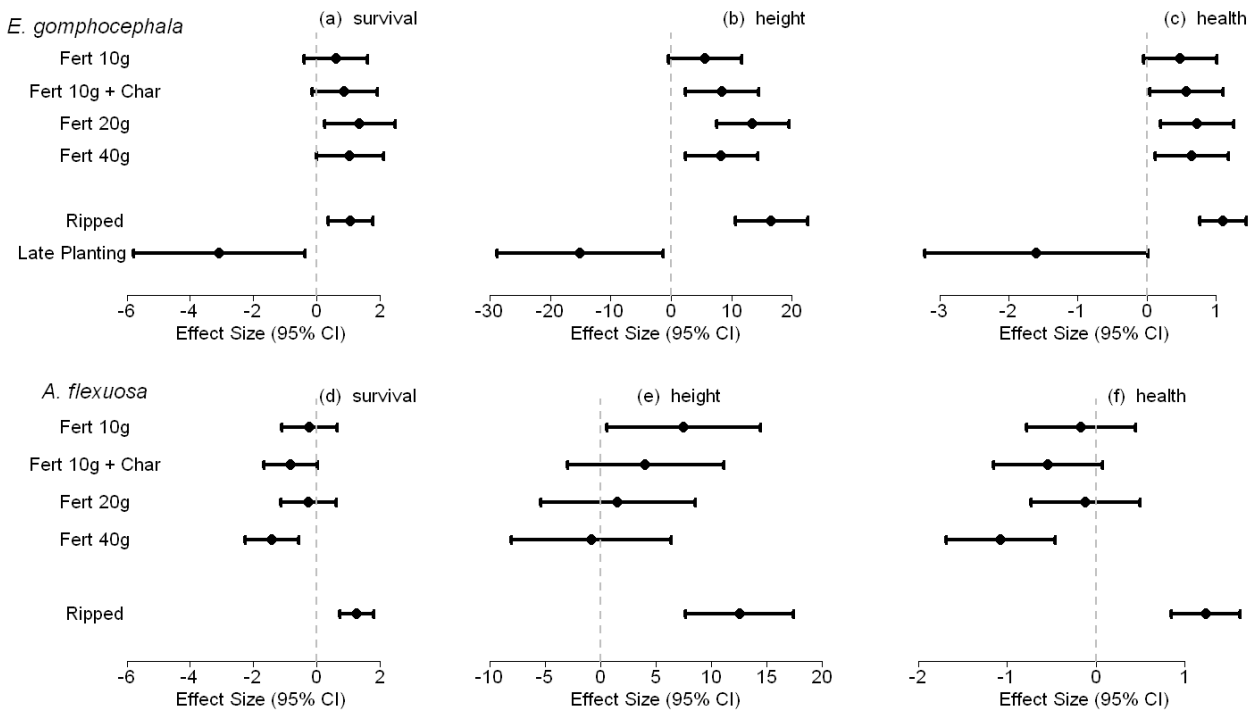 E. gomphocephala
(a) survival
(b) height
(c) health
Fert 10g
Fert 10g + Char
Fert 20g
Fert 40g
Ripped
Late Planting
-6 -4 -2 0 2
-30 -20 -10 0 10 20
-3 -2 -1 0 1
Effect Size (95% CI)
Effect Size (95% CI)
Effect Size (95% CI)
A. flexuosa
(d) survival
(e) height
(f) health
Fert 10g
Fert 10g + Char
Fert 20g
Fert 40g
Ripped
-6 -4 -2 0 2
-10 -5 0 5 10 15 20
-2 -1 0 1
Effect Size (95% CI)
Effect Size (95% CI)
Effect Size (95% CI)